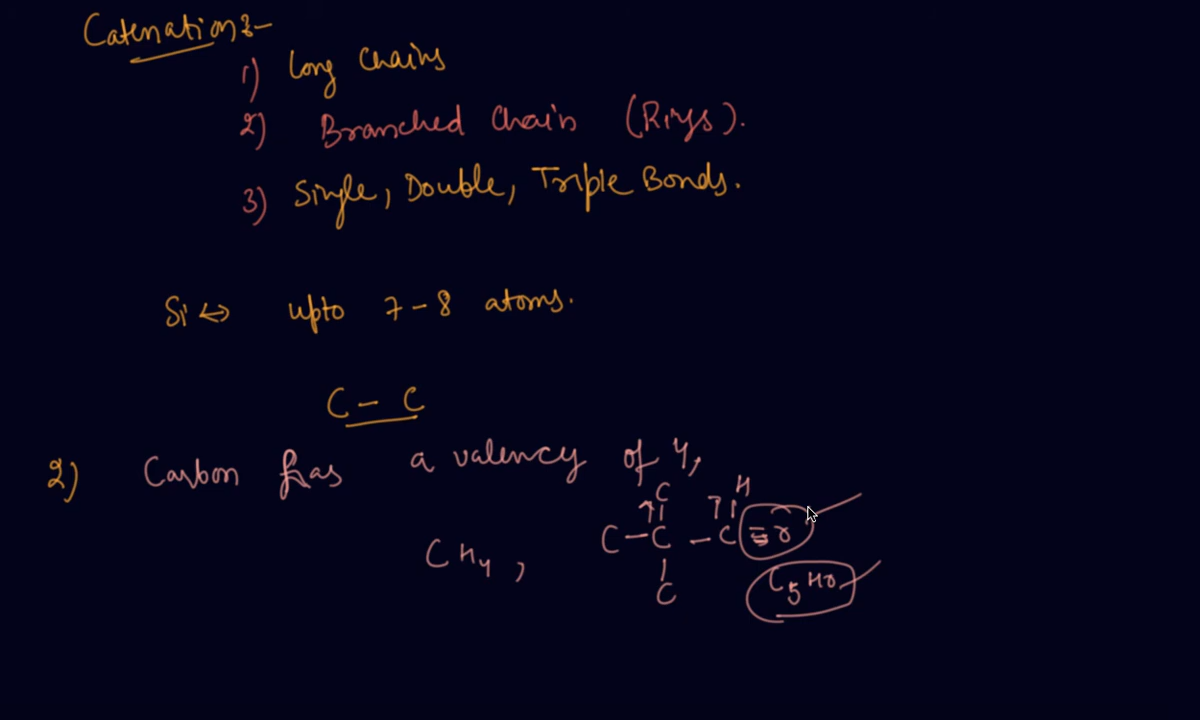 Catenation:-
1) Long Chains
2) Branched Chain (Rings).
3) Single, Double, Triple Bonds.
Si ↔ upto 7-8 atoms.
C - C
2) Carbon has a valency of 4,
C H
C - C - C
CH4,
C
C5H0